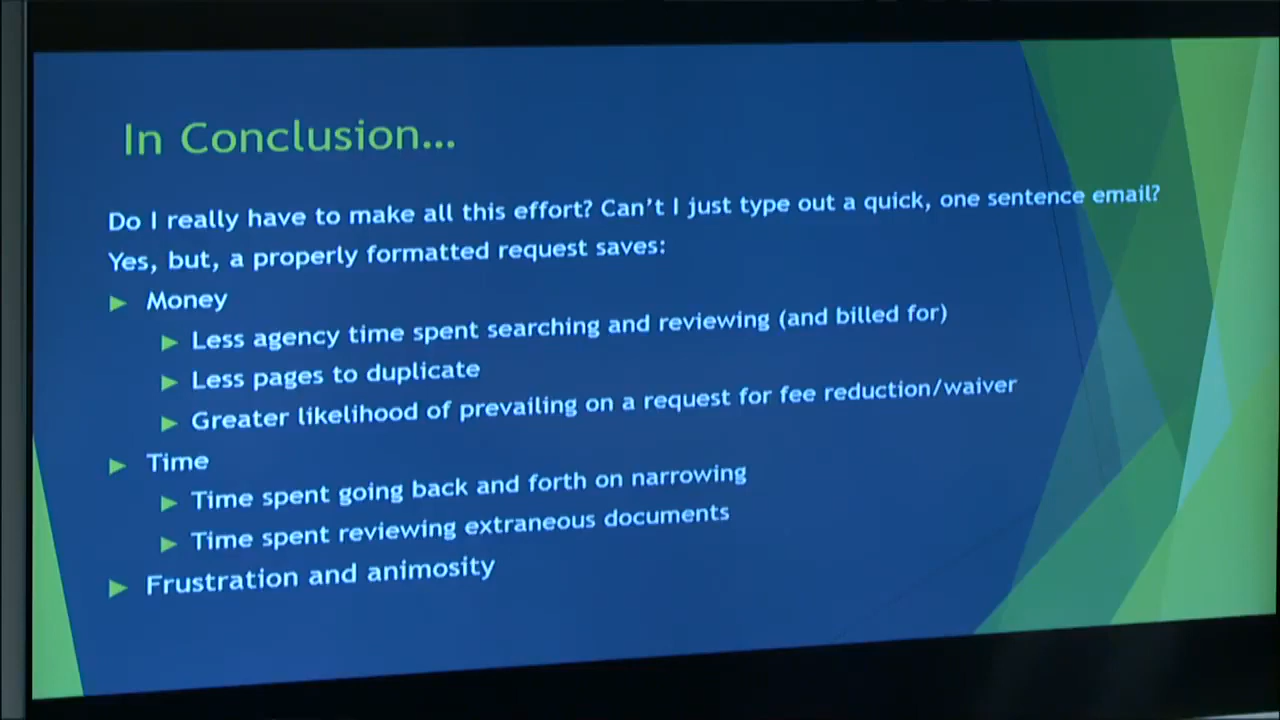 In Conclusion...
Do I really have to make all this effort? Can't I just type out a quick, one sentence email?
Yes, but, a properly formatted request saves:
Money
Less agency time spent searching and reviewing (and billed for)
Less pages to duplicate
Greater likelihood of prevailing on a request for fee reduction/waiver
Time
Time spent going back and forth on narrowing
Time spent reviewing extraneous documents
Frustration and animosity